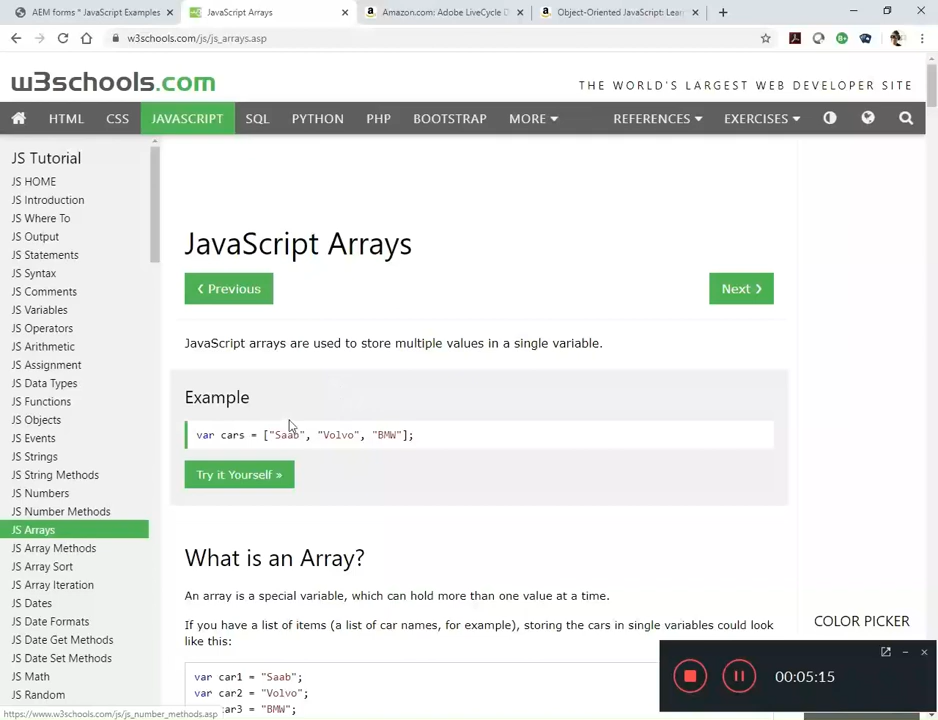 AEM forms * JavaScript Examples
JavaScript Arrays
Amazon.com: Adobe LiveCycle D
Object-Oriented JavaScript: Lear
w3schools.com/js/js_arrays.asp
w3schools.com
THE WORLD'S LARGEST WEB DEVELOPER SITE
HTML CSS JAVASCRIPT SQL PYTHON PHP BOOTSTRAP MORE REFERENCES EXERCISES
JS Tutorial
JS HOME
JS Introduction
JS Where To
JS Output
JS Statements
JS Syntax
JS Comments
JS Variables
JS Operators
JS Arithmetic
JS Assignment
JS Data Types
JS Functions
JS Objects
JS Events
JS Strings
JS String Methods
JS Numbers
JS Number Methods
JS Arrays
JS Array Methods
JS Array Sort
JS Array Iteration
JS Dates
JS Date Formats
JS Date Get Methods
JS Date Set Methods
JS Math
JS Random
https://www.w3schools.com/js/js_number_methods.asp
JavaScript Arrays
❮ Previous
Next ❯
JavaScript arrays are used to store multiple values in a single variable.
Example
var cars = ["Saab", "Volvo", "BMW"];
Try it Yourself »
What is an Array?
An array is a special variable, which can hold more than one value at a time.
If you have a list of items (a list of car names, for example), storing the cars in single variables could look
like this:
var car1 = "Saab";
var car2 = "Volvo";
car3 = "BMW";
COLOR PICKER
00:05:15